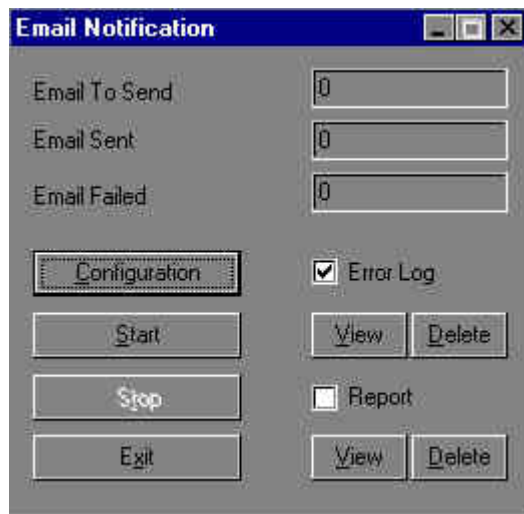 Email Notification
Email To Send 0
Email Sent 0
Email Failed 0
Configuration Error Log
Start View Delete
Stop Report
Exit View Delete